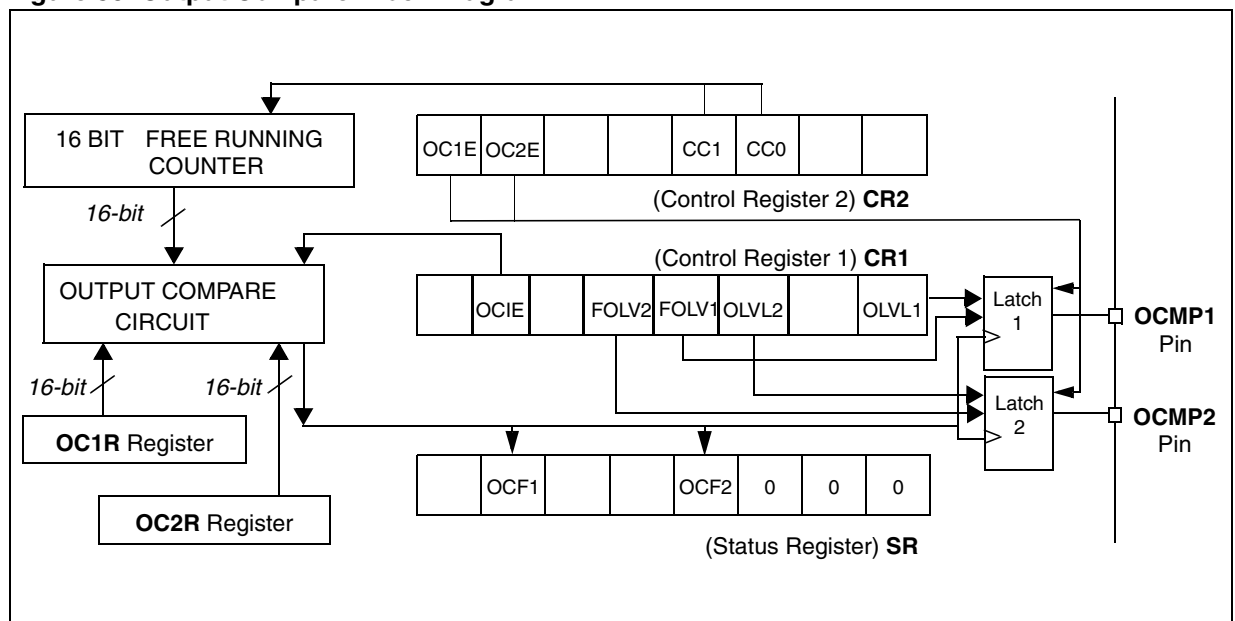 16 BIT FREE RUNNING
COUNTER
OC1E OC2E CC1 CC0
(Control Register 2) CR2
16-bit
(Control Register 1) CR1
OUTPUT COMPARE
CIRCUIT
OCIE FOLV2 FOLV1 OLVL2 OLVL1
Latch
1
OCMP1
Pin
16-bit
16-bit
Latch
2
OCMP2
Pin
OC1R Register
OCF1 OCF2 0 0 0
OC2R Register
(Status Register) SR